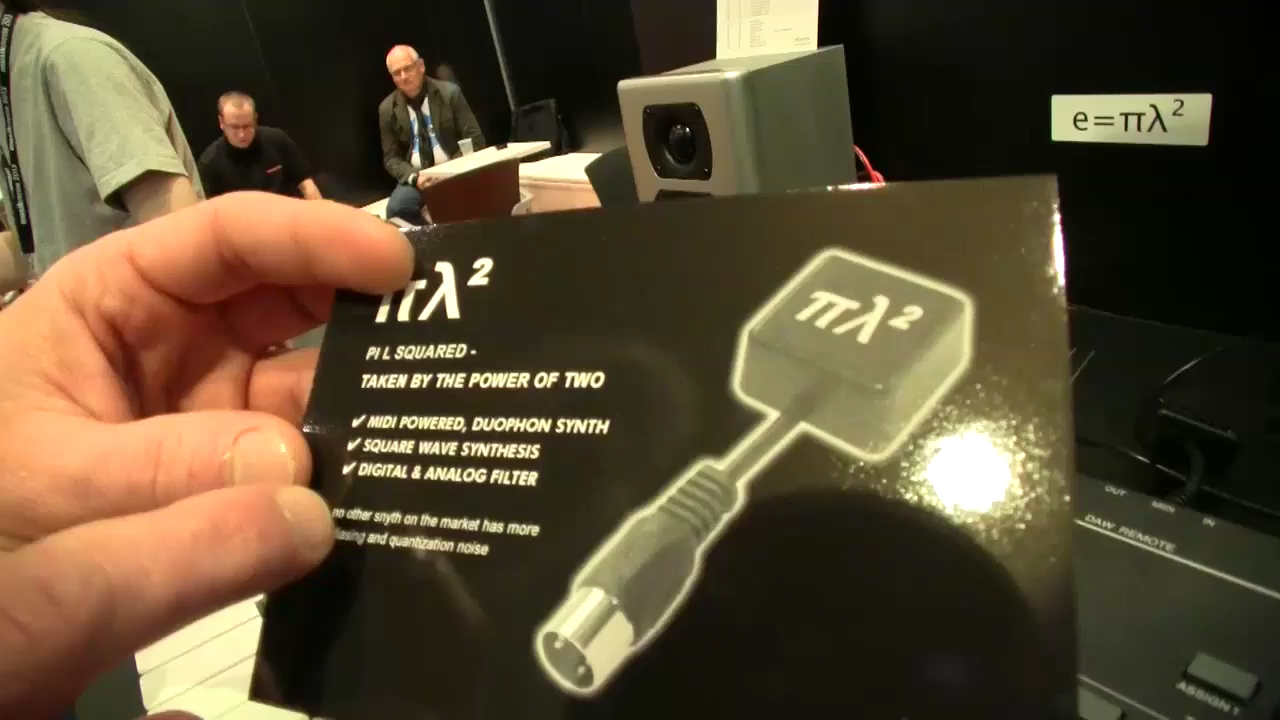 e=πλ²
πλ²
PI L SQUARED -
TAKEN BY THE POWER OF TWO
✔ MIDI POWERED, DUOPHON SYNTH
✔ SQUARE WAVE SYNTHESIS
✔ DIGITAL & ANALOG FILTER
no other snyth on the market has more
and quantization noise
πλ²
OUT MIDI IN
DAW REMOTE
ASSIGN 1